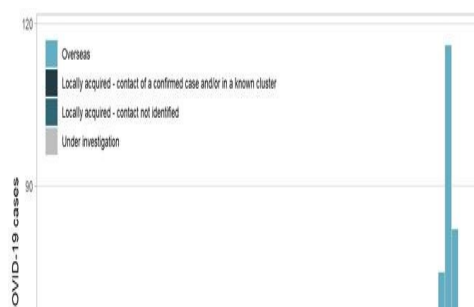 120
Overseas
Locally acquired - contact of a confirmed case and/or in a known cluster
Locally acquired - contact not identified
Under investigation
90
OVID-19 cases